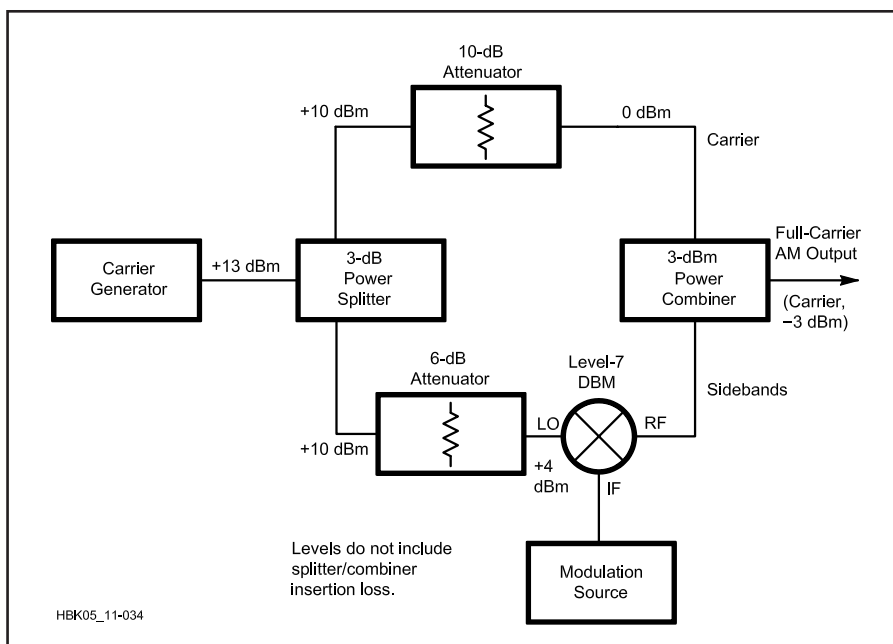 10-dB
Attenuator
+10 dBm
0 dBm
Carrier
Carrier
Generator
+13 dBm
3-dB
Power
Splitter
3-dBm
Power
Combiner
Full-Carrier
AM Output
(Carrier,
−3 dBm)
6-dB
Attenuator
+10 dBm
LO
+4
dBm
Level-7
DBM
RF
IF
Sidebands
Modulation
Source
Levels do not include
splitter/combiner
insertion loss.
HBK05_11-034